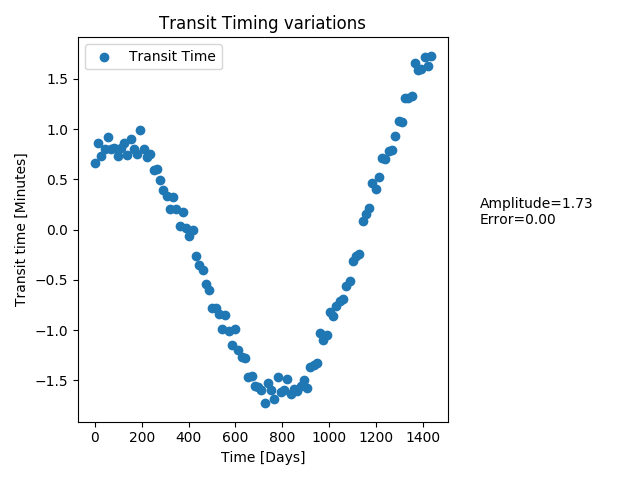 Transit Timing variations
Transit Time
Transit time [Minutes]
1.5
1.0
0.5
0.0
−0.5
−1.0
−1.5
0 200 400 600 800 1000 1200 1400
Time [Days]
Amplitude=1.73
Error=0.00